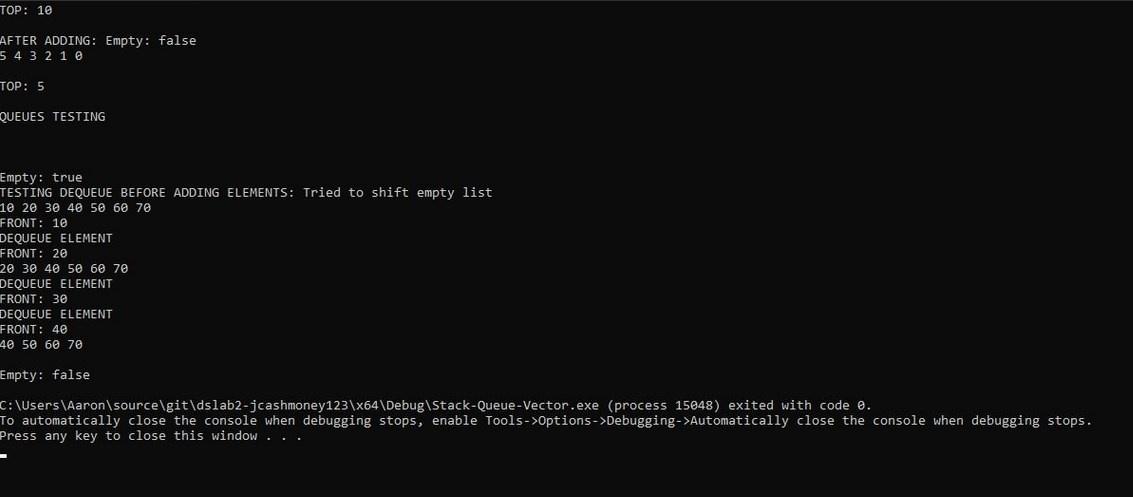 TOP: 10
AFTER ADDING: Empty: false
5 4 3 2 1 0
TOP: 5
QUEUES TESTING
Empty: true
TESTING DEQUEUE BEFORE ADDING ELEMENTS: Tried to shift empty list
10 20 30 40 50 60 70
FRONT: 10
DEQUEUE ELEMENT
FRONT: 20
20 30 40 50 60 70
DEQUEUE ELEMENT
FRONT: 30
DEQUEUE ELEMENT
FRONT: 40
40 50 60 70
Empty: false
C:\Users\Aaron\source\git\dslab2-jcashmoney123\x64\Debug\Stack-Queue-Vector.exe (process 15048) exited with code 0.
To automatically close the console when debugging stops, enable Tools->Options->Debugging->Automatically close the console when debugging stops.
Press any key to close this window . . .